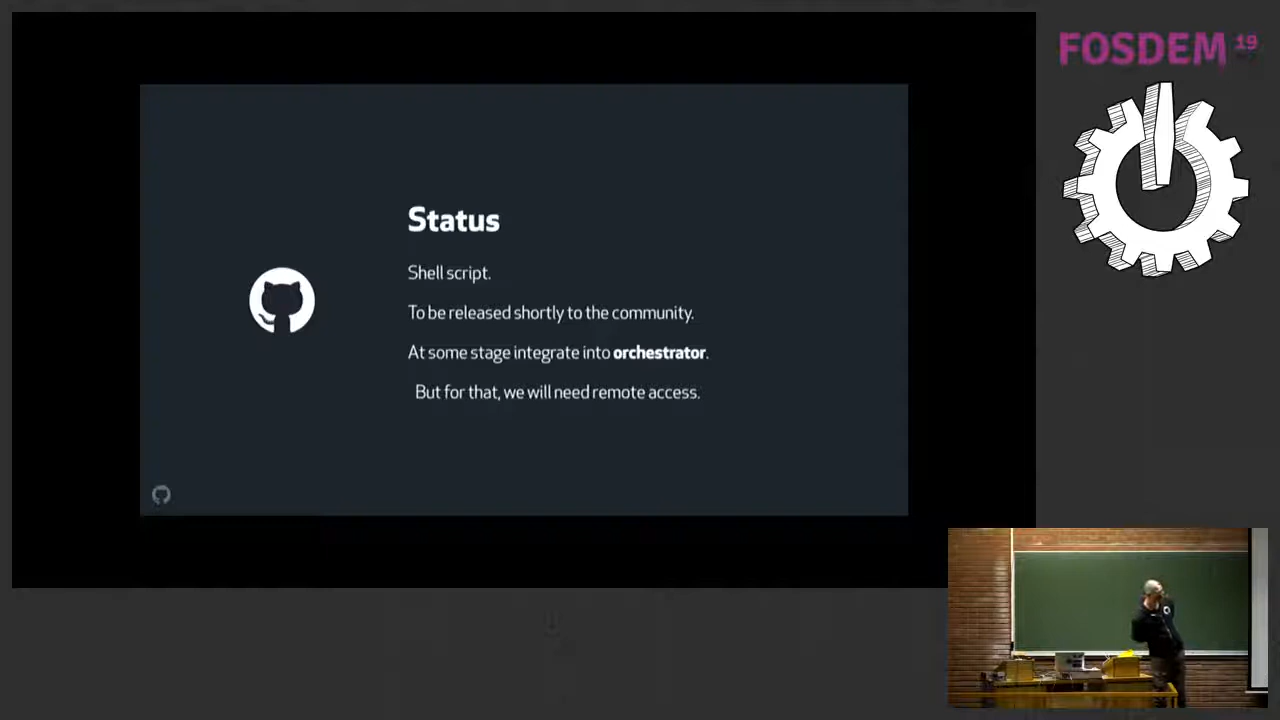 FOSDEM 19
Status
Shell script.
To be released shortly to the community.
At some stage integrate into orchestrator.
But for that, we will need remote access.